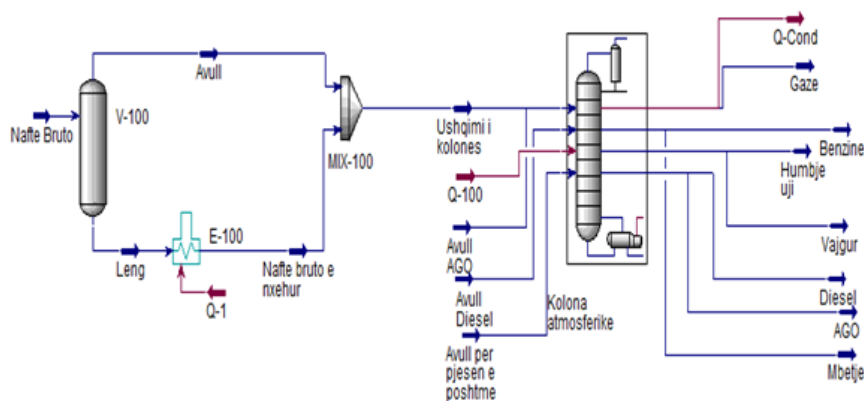 Nafte Bruto
V-100
Avull
Leng
E-100
Q-1
Nafte bruto e
nxehur
MIX-100
Ushqimi i
kolones
Q-100
Avull
AGO
Avull
Diesel
Avull per
pjesen e
poshtme
Kolona
atmosferike
Q-Cond
Gaze
Benzine
Humbje
uji
Vajgur
Diesel
AGO
Mbetje